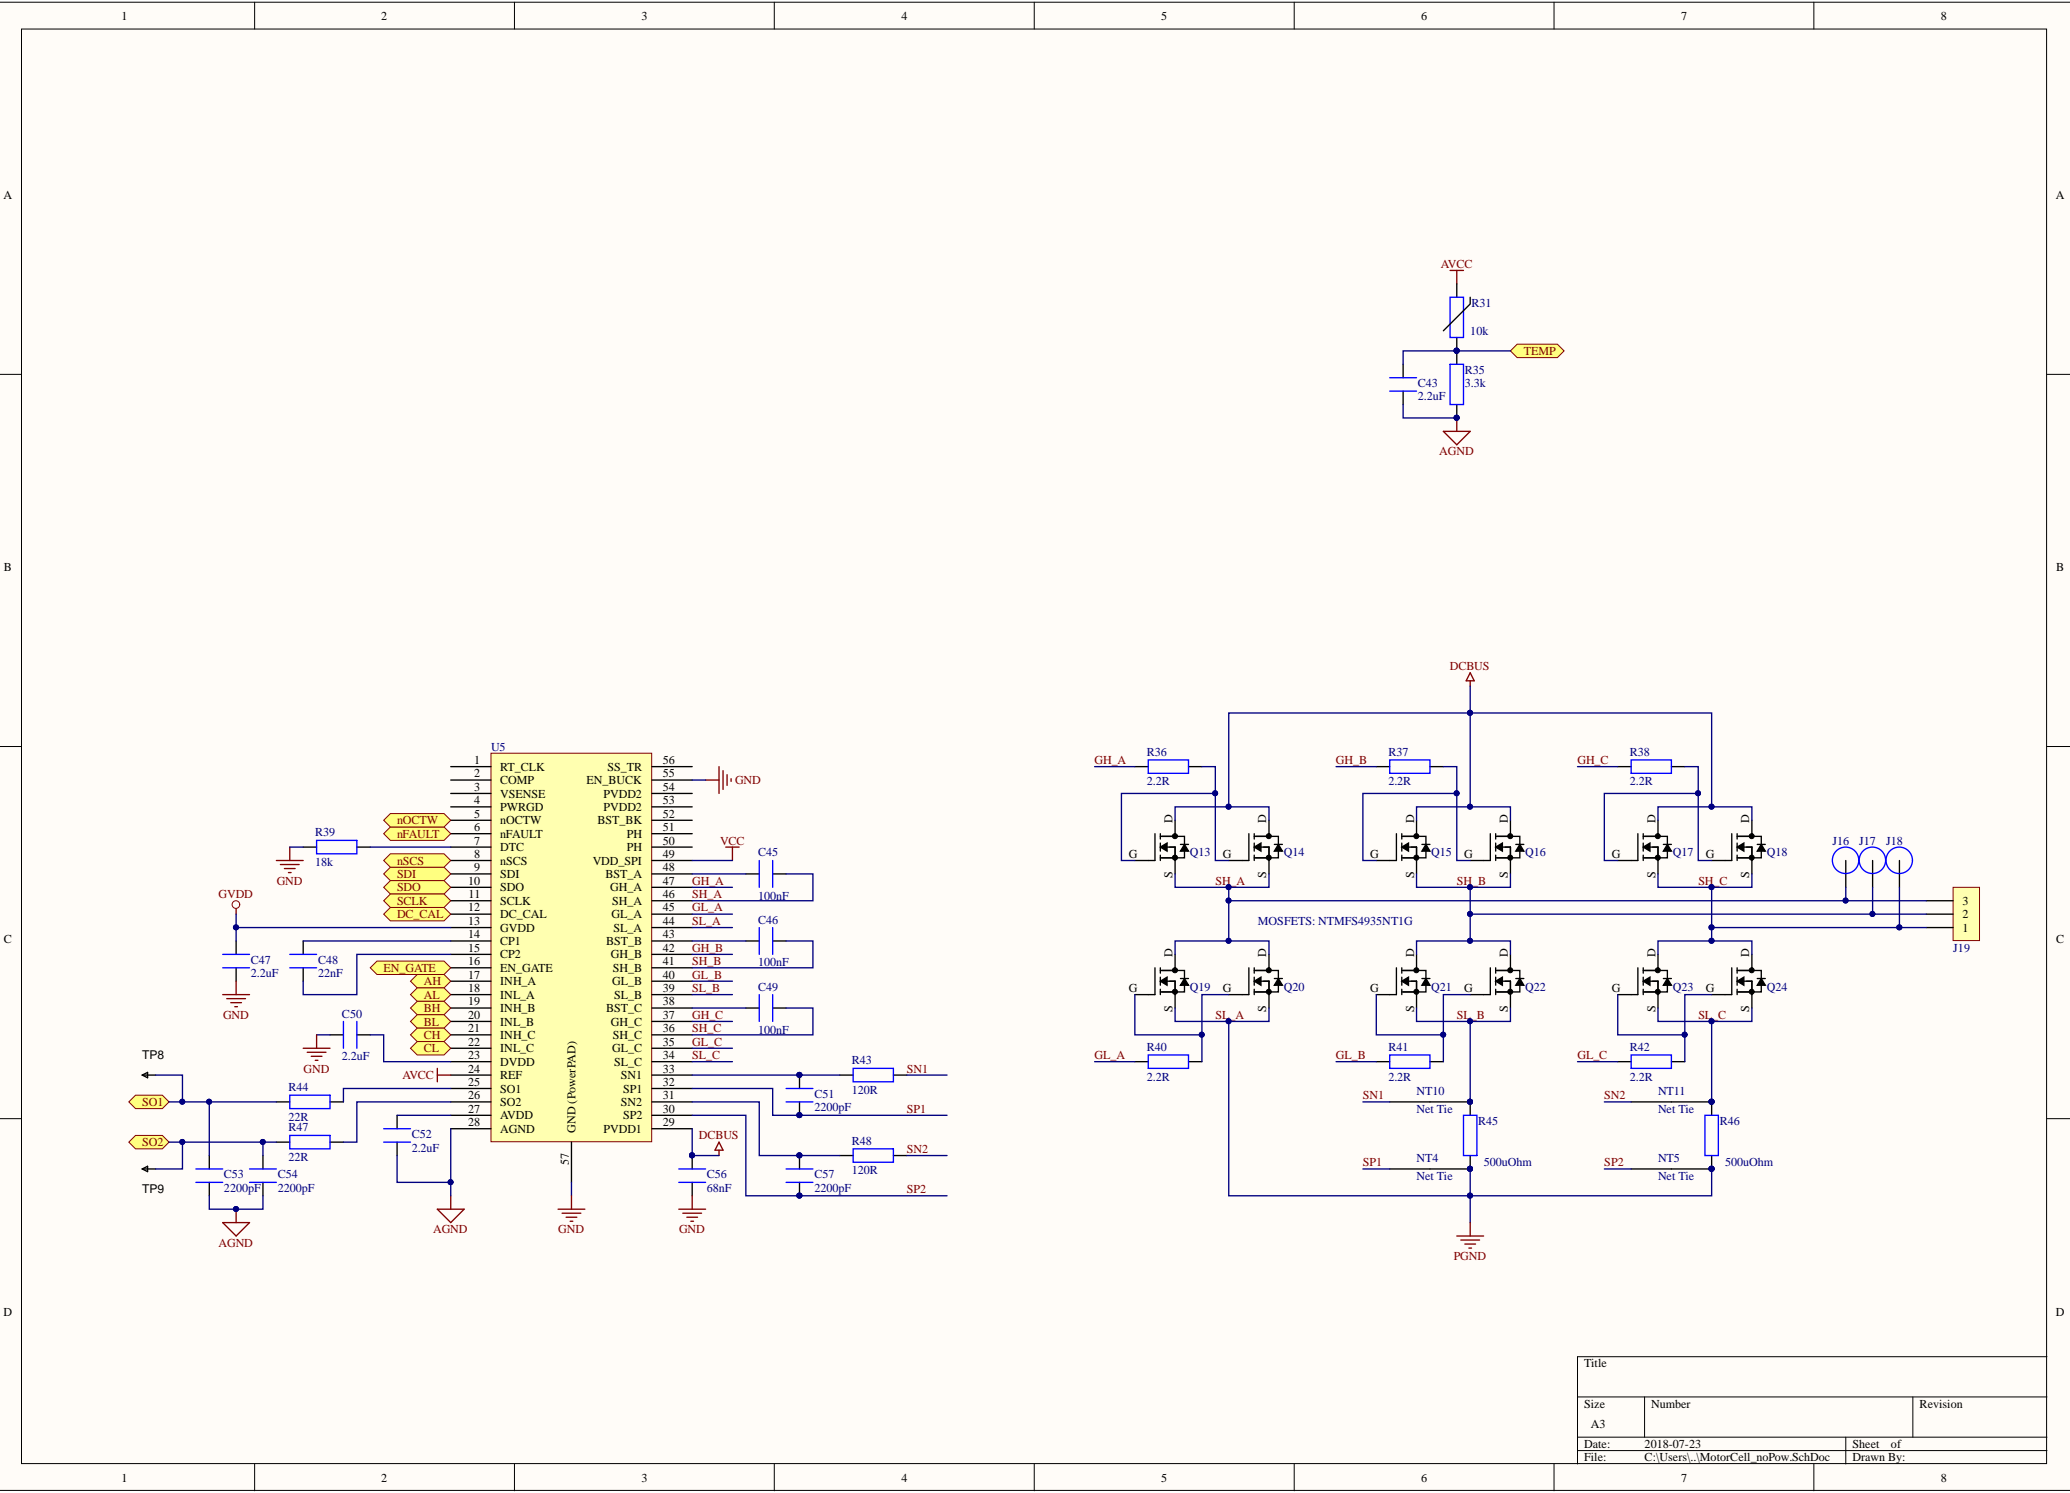 1 2 3 4 5 6 7 8
A A
AVCC
R31
10k
TEMP
R35
3.3k
C43
2.2uF
AGND
B B
DCBUS
U5
1 RT_CLK SS_TR 56
2 COMP EN_BUCK 55 GND
3 VSENSE PVDD2 54
4 PWRGD PVDD2 53
nOCTW 5 nOCTW BST_BK 52
nFAULT 6 nFAULT PH 51
R39 18k GND
7 DTC PH 50
VCC
nSCS 8 nSCS VDD_SPI 49
SDI 9 SDI BST_A 48
C45 100nF
SDO 10 SDO GH_A 47 GH_A
SCLK 11 SCLK SH_A 46 SH_A
DC_CAL 12 DC_CAL GL_A 45 GL_A
GVDD
13 GVDD SL_A 44 SL_A
14 CP1 BST_B 43
C46 100nF
15 CP2 GH_B 42 GH_B
EN_GATE 16 EN_GATE SH_B 41 SH_B
AH 17 INH_A GL_B 40 GL_B
AL 18 INL_A SL_B 39 SL_B
BH 19 INH_B BST_C 38
C49 100nF
BL 20 INL_B GH_C 37 GH_C
CH 21 INH_C SH_C 36 SH_C
CL 22 INL_C GL_C 35 GL_C
23 DVDD SL_C 34 SL_C
AVCC 24 REF SN1 33
25 SO1 SP1 32
26 SO2 SN2 31
27 AVDD SP2 30
28 AGND PVDD1 29
GND (PowerPAD)
57
GND
C47
2.2uF
GND
C48
22nF
C50
2.2uF
GND
TP8
SO1
R44
22R
R47
22R
SO2
TP9
C53
2200pF
C54
2200pF
AGND
C52
2.2uF
AGND
R43
120R
SN1
C51
2200pF
SP1
DCBUS
C56
68nF
GND
R48
120R
SN2
C57
2200pF
SP2
GH_A R36 2.2R
GH_B R37 2.2R
GH_C R38 2.2R
D D D D D D
G Q13 G Q14 G Q15 G Q16 G Q17 G Q18
S S S S S S
SH_A SH_B SH_C
J16 J17 J18
MOSFETS: NTMFS4935NT1G
3
2
1
J19
C C
D D D D D D
G Q19 G Q20 G Q21 G Q22 G Q23 G Q24
S S S S S S
SL_A SL_B SL_C
GL_A R40 2.2R
GL_B R41 2.2R
GL_C R42 2.2R
SN1 NT10 Net Tie
SN2 NT11 Net Tie
R45 500uOhm
R46 500uOhm
SP1 NT4 Net Tie
SP2 NT5 Net Tie
PGND
D D
Title
Size Number Revision
A3
Date: 2018-07-23 Sheet of
File: C:\Users\..\MotorCell_noPow.SchDoc Drawn By:
1 2 3 4 5 6 7 8